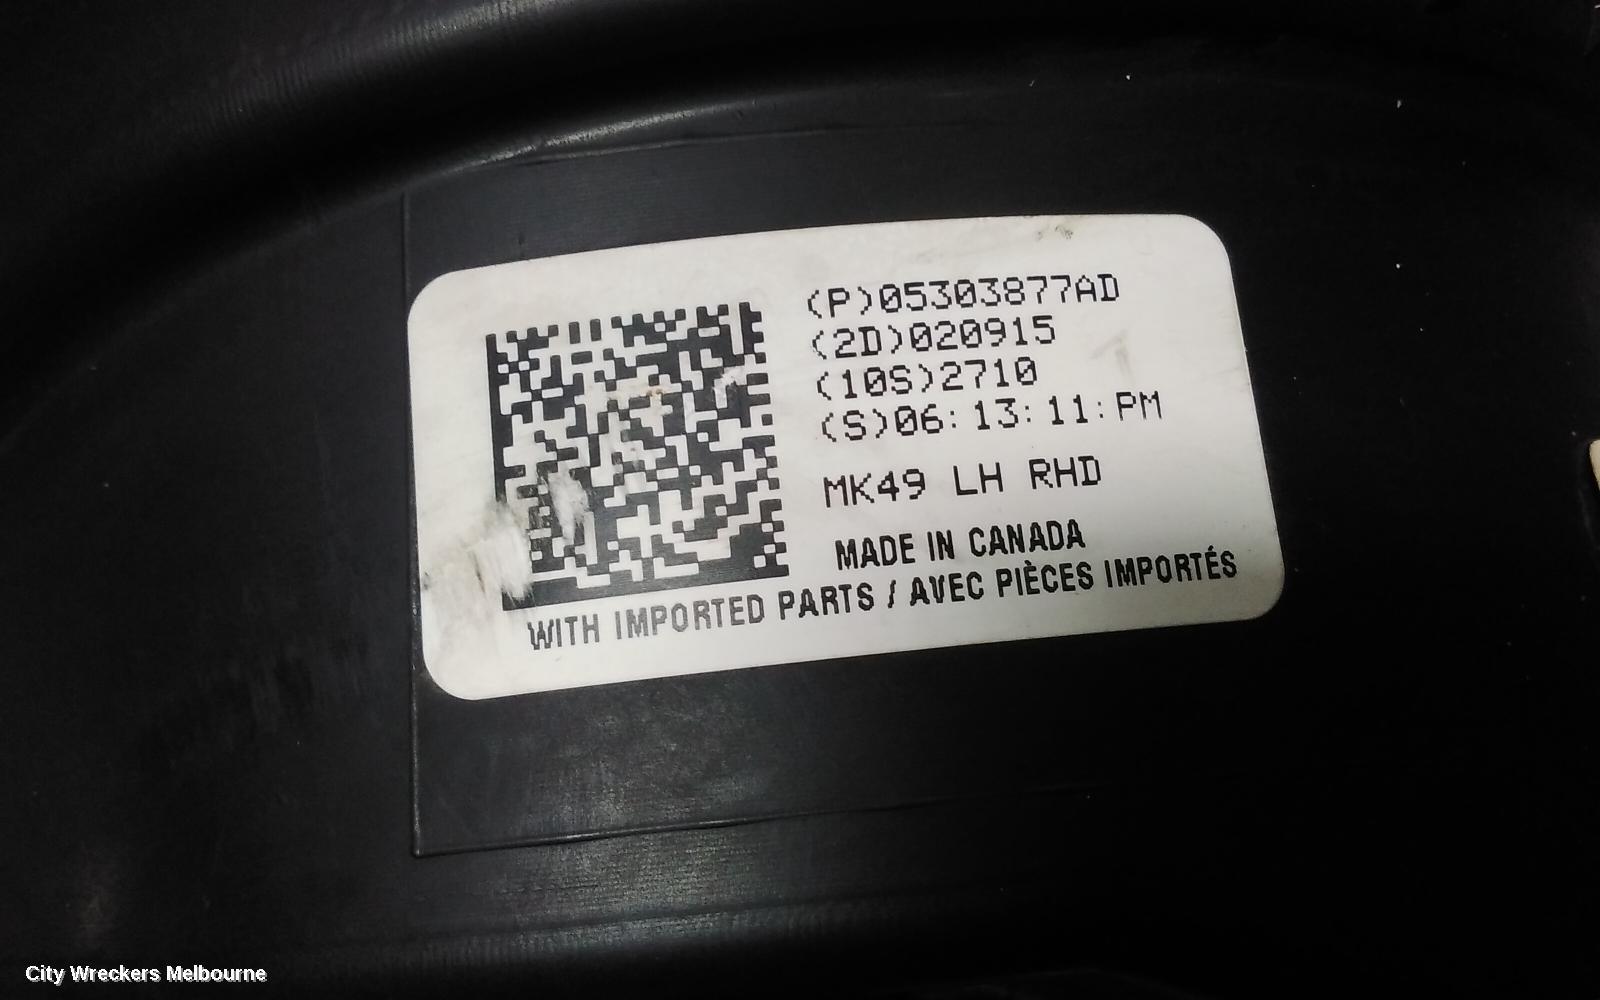 (P)05303877AD
(2D)020915
(10S)2710
(S)06:13:11:PM
MK49 LH RHD
MADE IN CANADA
WITH IMPORTED PARTS / AVEC PIÈCES IMPORTÉS
City Wreckers Melbourne